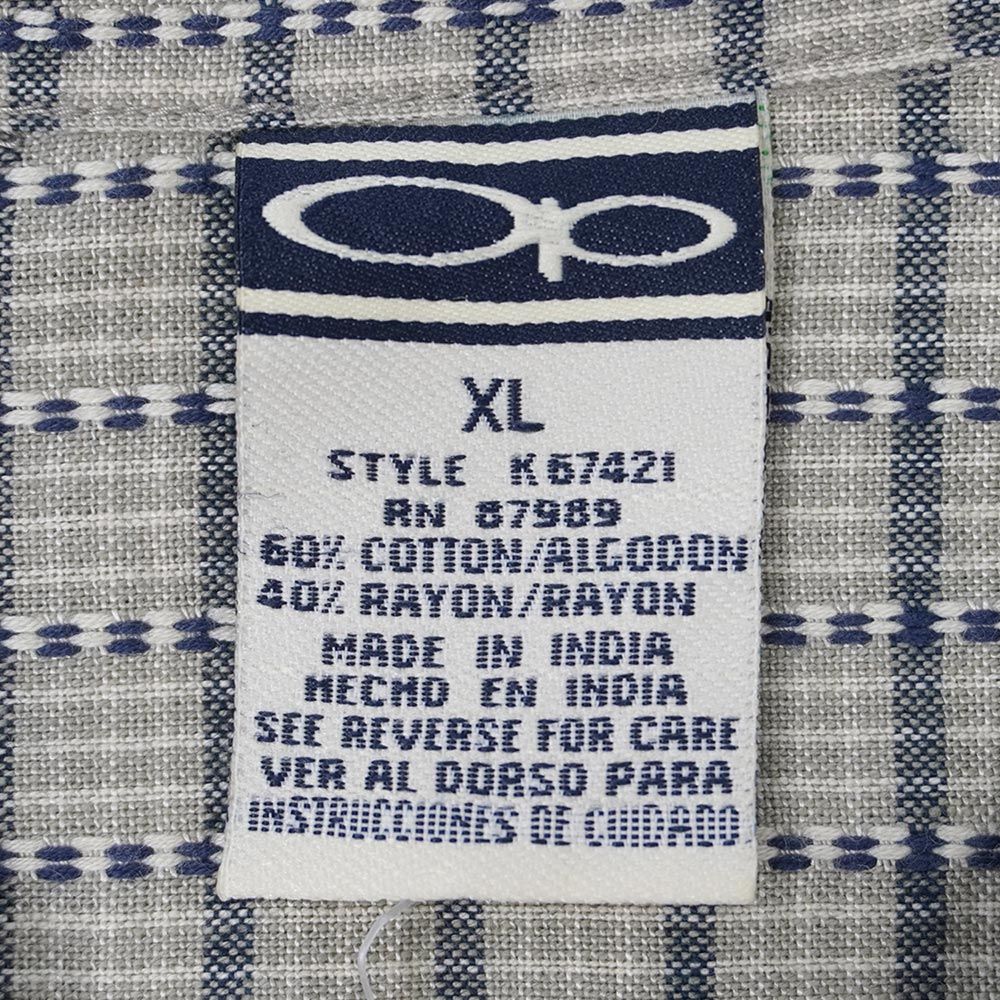 Op
XL
STYLE K67421
RN 87989
60% COTTON/ALGODON
40% RAYON/RAYON
MADE IN INDIA
HECHO EN INDIA
SEE REVERSE FOR CARE
VER AL DORSO PARA
INSTRUCCIONES DE CUIDADO